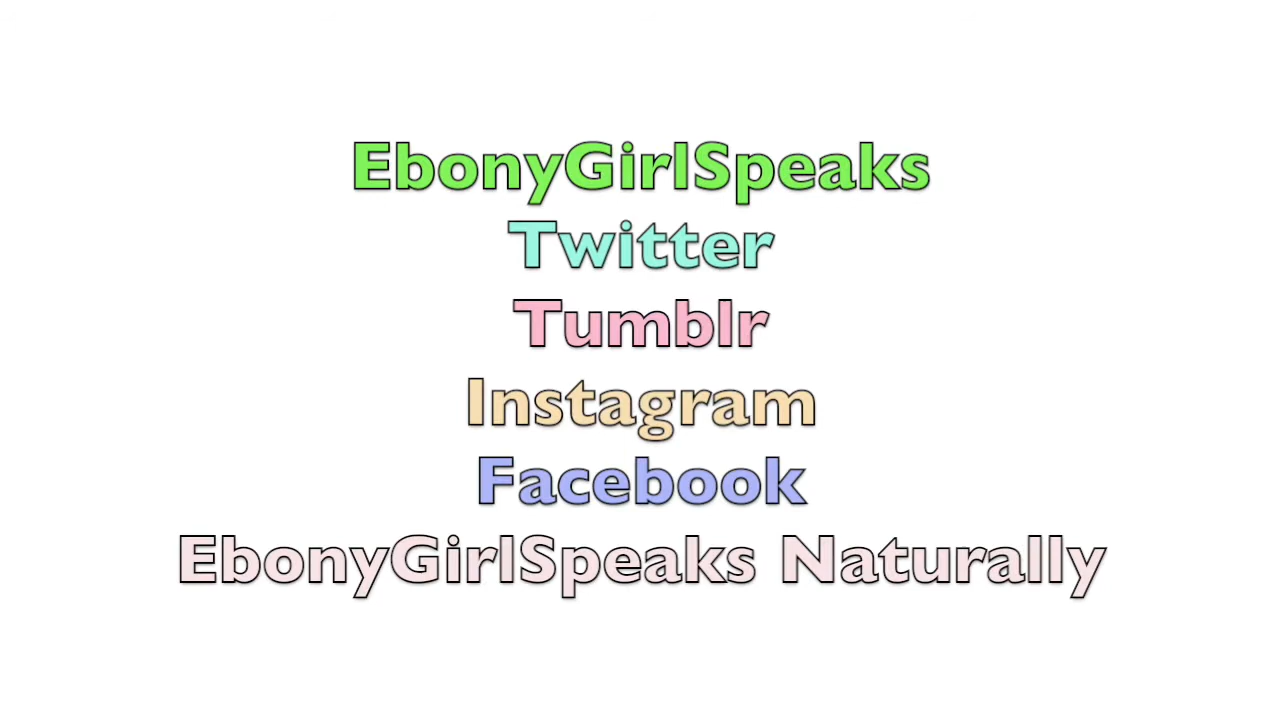 EbonyGirlSpeaks
Twitter
Tumblr
Instagram
Facebook
EbonyGirlSpeaks Naturally